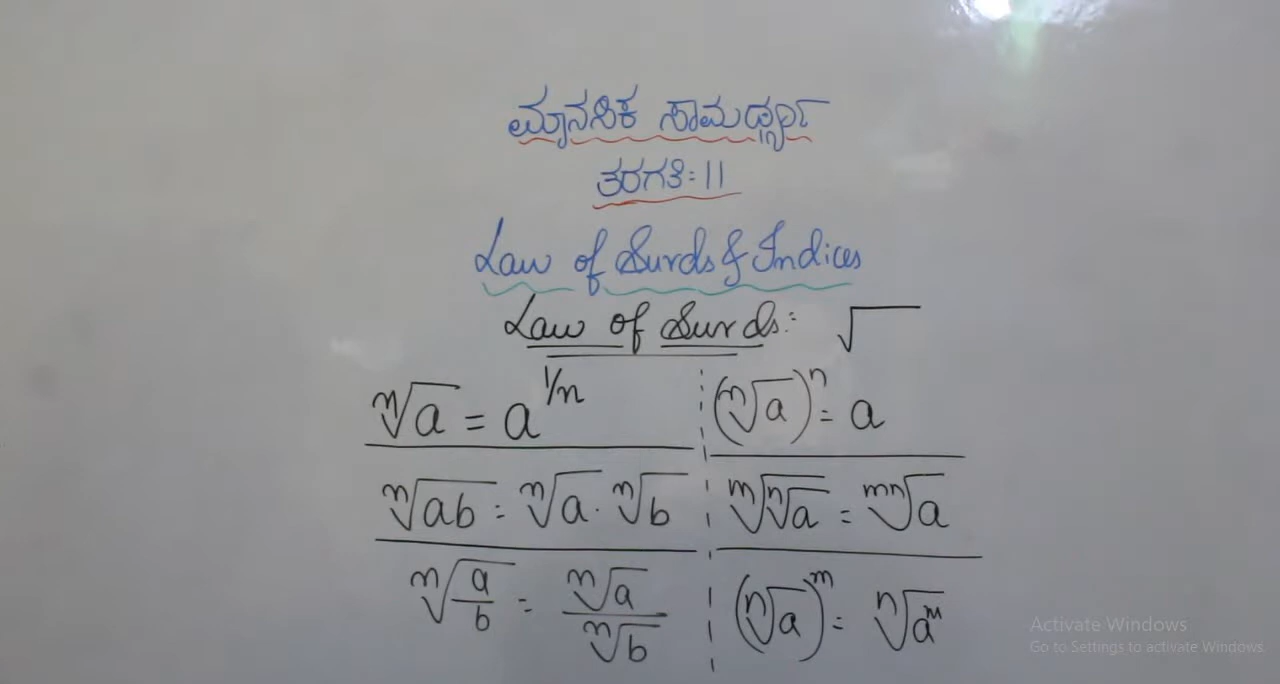 ಮಾನಸಿಕ ಸಾಮರ್ಥ್ಯ
ತರಗತಿ: 11
Law of Surds & Indices
Law of Surds: √
ⁿ√a = a^1/n
(ⁿ√a)ⁿ = a
ⁿ√ab = ⁿ√a · ⁿ√b
ᵐ√ⁿ√a = ᵐⁿ√a
ⁿ√a/b = ⁿ√a / ⁿ√b
(ⁿ√a)ᵐ = ⁿ√aᵐ
Activate Windows
Go to Settings to activate Windows.